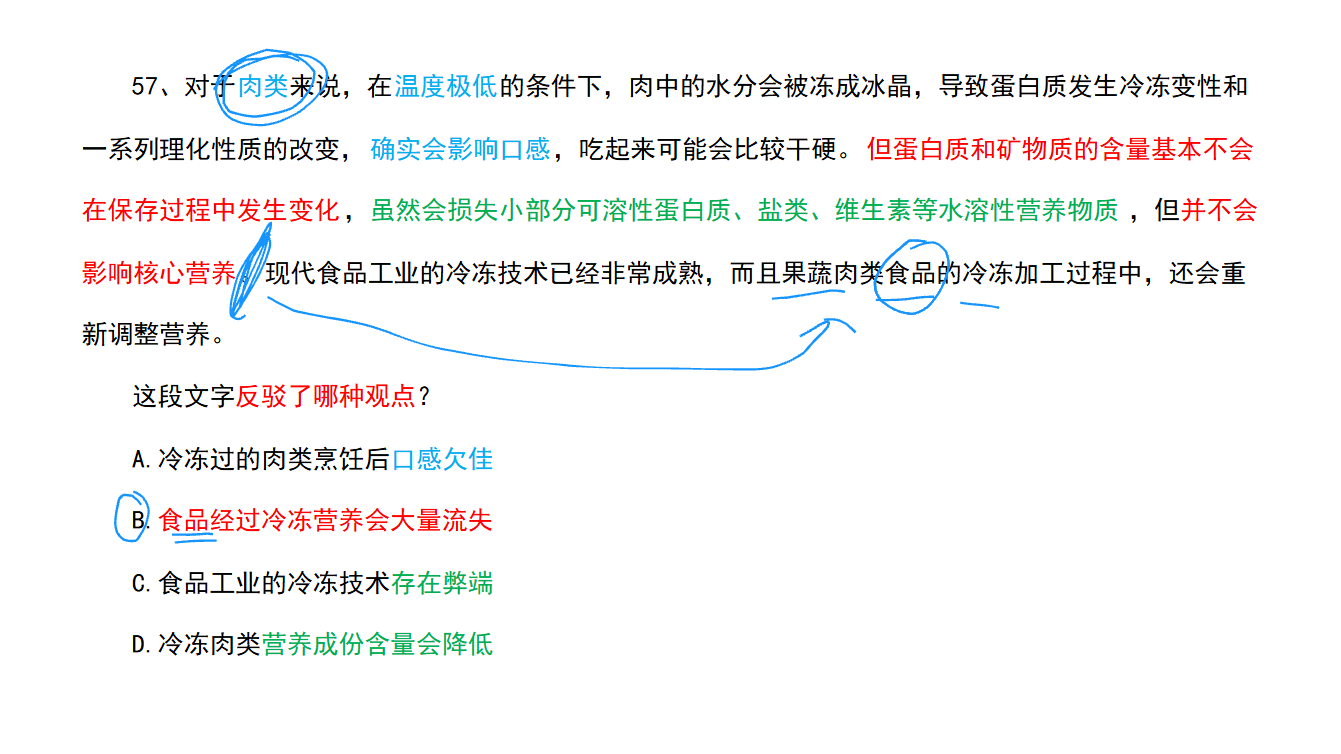 57、对于肉类来说，在温度极低的条件下，肉中的水分会被冻成冰晶，导致蛋白质发生冷冻变性和
一系列理化性质的改变，确实会影响口感，吃起来可能会比较干硬。但蛋白质和矿物质的含量基本不会
在保存过程中发生变化，虽然会损失小部分可溶性蛋白质、盐类、维生素等水溶性营养物质，但并不会
影响核心营养。现代食品工业的冷冻技术已经非常成熟，而且果蔬肉类食品的冷冻加工过程中，还会重
新调整营养。
这段文字反驳了哪种观点？
A.冷冻过的肉类烹饪后口感欠佳
B.食品经过冷冻营养会大量流失
C.食品工业的冷冻技术存在弊端
D.冷冻肉类营养成份含量会降低